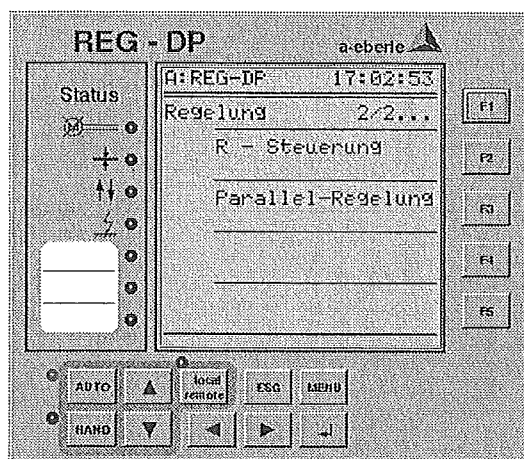 REG - DP
a-eberle
Status
A:REG-DP 17:02:53
Regelung 2/2...
R - Steuerung
Parallel-Regelung
F1
F2
F3
F4
F5
AUTO
local
remote
ESC
MENU
HAND